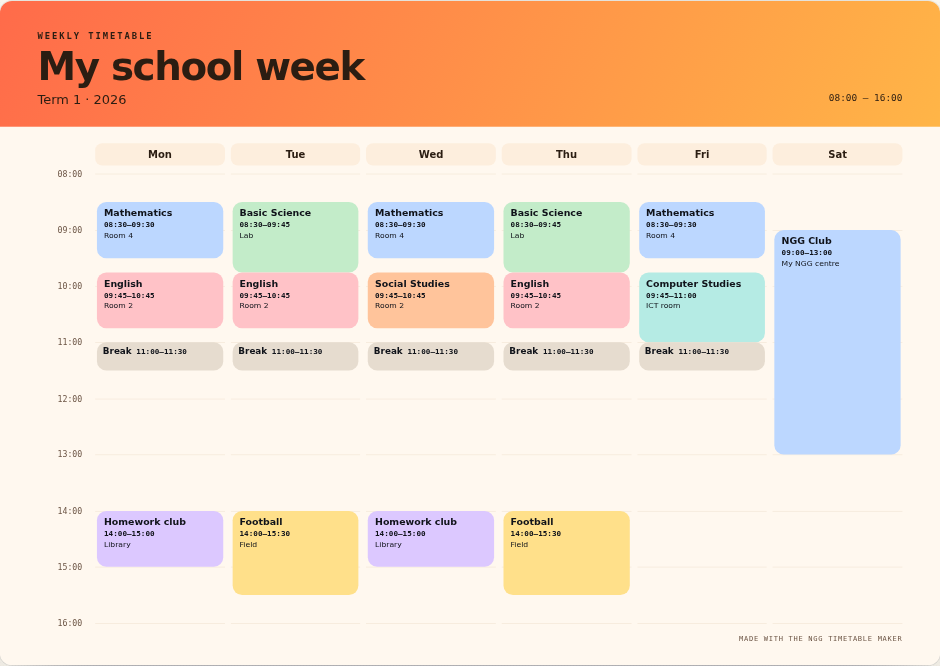 WEEKLY TIMETABLE
My school week
Term 1 · 2026
08:00 — 16:00
Mon
Tue
Wed
Thu
Fri
Sat
08:00
09:00
10:00
11:00
12:00
13:00
14:00
15:00
16:00
Mathematics
08:30–09:30
Room 4
English
09:45–10:45
Room 2
Break 11:00–11:30
Homework club
14:00–15:00
Library
Basic Science
08:30–09:45
Lab
English
09:45–10:45
Room 2
Break 11:00–11:30
Football
14:00–15:30
Field
Mathematics
08:30–09:30
Room 4
Social Studies
09:45–10:45
Room 2
Break 11:00–11:30
Homework club
14:00–15:00
Library
Basic Science
08:30–09:45
Lab
English
09:45–10:45
Room 2
Break 11:00–11:30
Football
14:00–15:30
Field
Mathematics
08:30–09:30
Room 4
Computer Studies
09:45–11:00
ICT room
Break 11:00–11:30
NGG Club
09:00–13:00
My NGG centre
MADE WITH THE NGG TIMETABLE MAKER